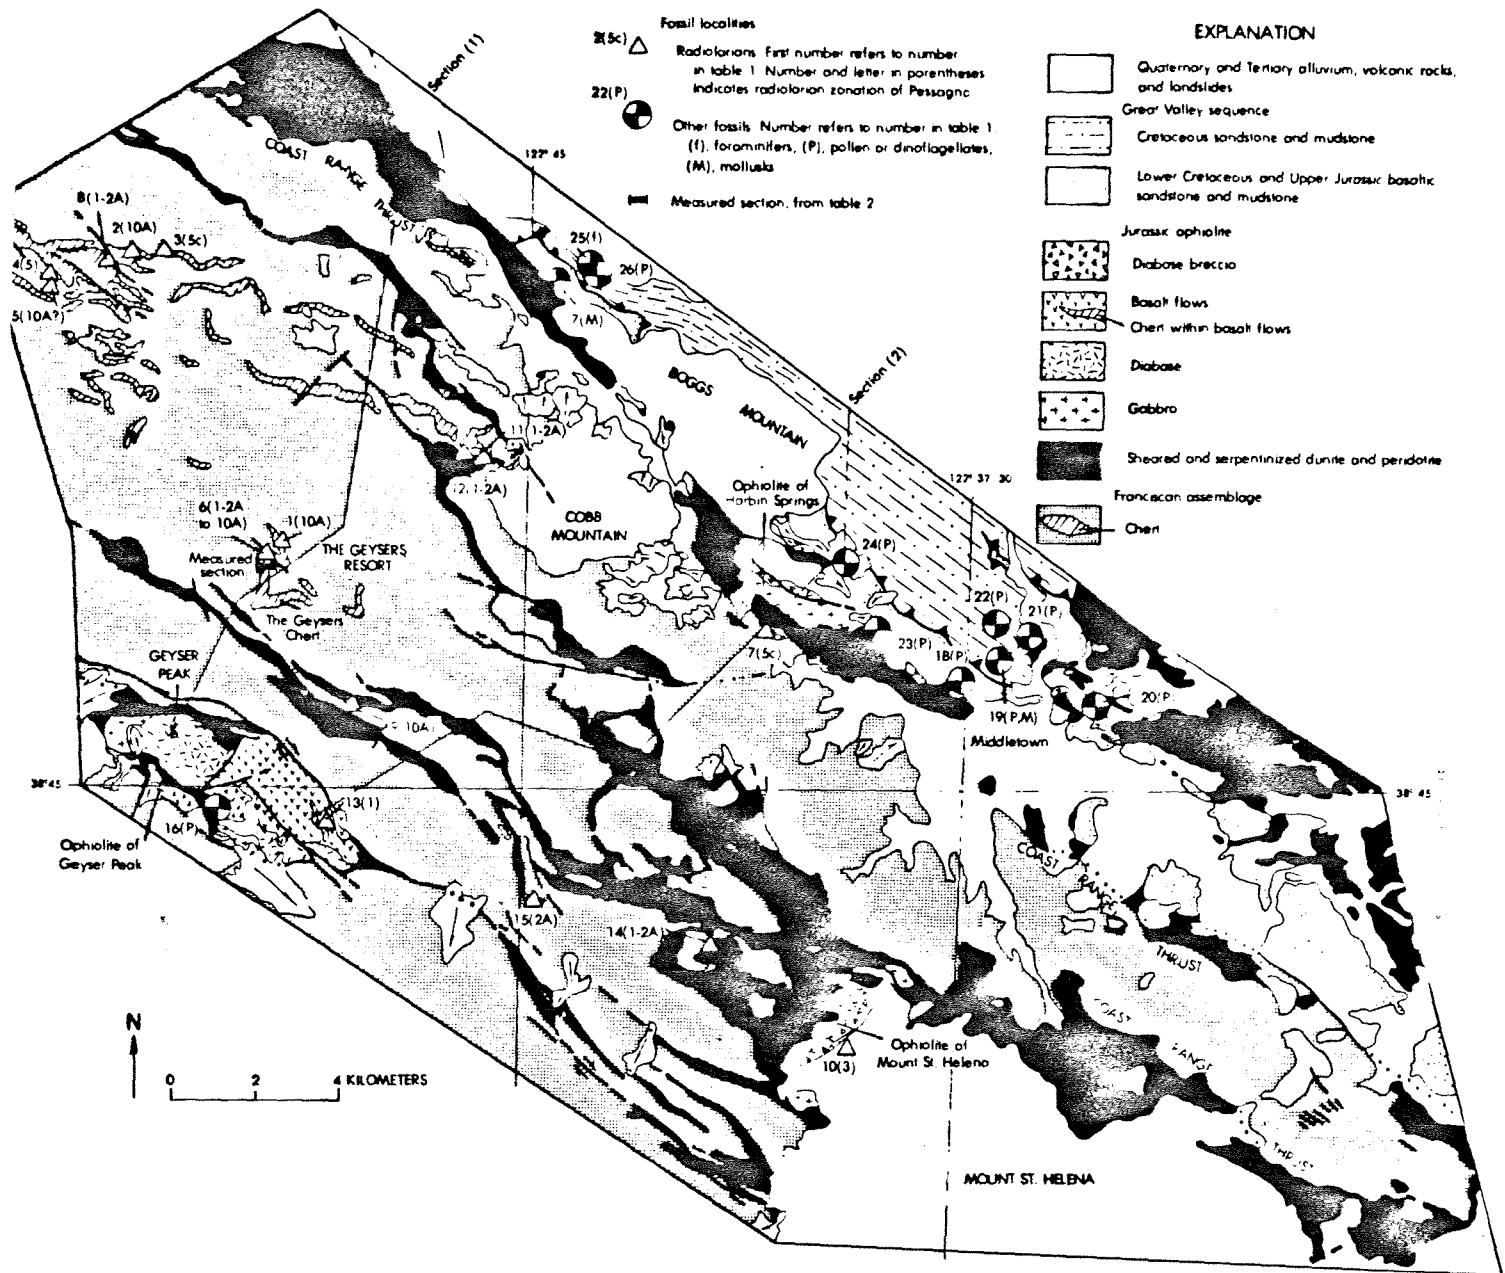 Fossil localities
2(5c)
Radiolarians First number refers to number
in table 1 Number and letter in parentheses
indicates radiolarian zonation of Pessagno
22(P)
Other fossils Number refers to number in table 1.
(f), foraminifers, (P), pollen or dinoflagellates,
(M), mollusks
Measured section, from table 2
EXPLANATION
Quaternary and Tertiary alluvium, volcanic rocks,
and landslides
Great Valley sequence
Cretaceous sandstone and mudstone
Lower Cretaceous and Upper Jurassic basaltic
sandstone and mudstone
Jurassic ophiolite
Diabase breccia
Basalt flows
Chert within basalt flows
Diabase
Gabbro
Sheared and serpentinized dunite and peridotite
Franciscan assemblage
Chert
Section (1)
127° 45
COAST RANGE
THRUST
8(1-2A)
2(10A)
3(5c)
4(5)
5(10A?)
25(f)
26(P)
7(M)
BOGGS
MOUNTAIN
Section (2)
127° 37 30
11(1-2A)
COBB
MOUNTAIN
Ophiolite of
Harbin Springs
24(P)
22(P)
21(P)
23(P)
18(P)
20(P
19(P,M)
Middletown
7(5c)
6(1-2A
to 10A)
1(10A)
Measured
section
THE GEYSERS
RESORT
The Geysers
Chert
GEYSER
PEAK
38° 45
38° 45
13(1)
16(P)
Ophiolite of
Geyser Peak
15(2A)
14(1-2A)
COAST
RANGE
THRUST
RANGE
THRUST
Ophiolite of
Mount St. Helena
10(3)
N
0 2 4 KILOMETERS
MOUNT ST. HELENA